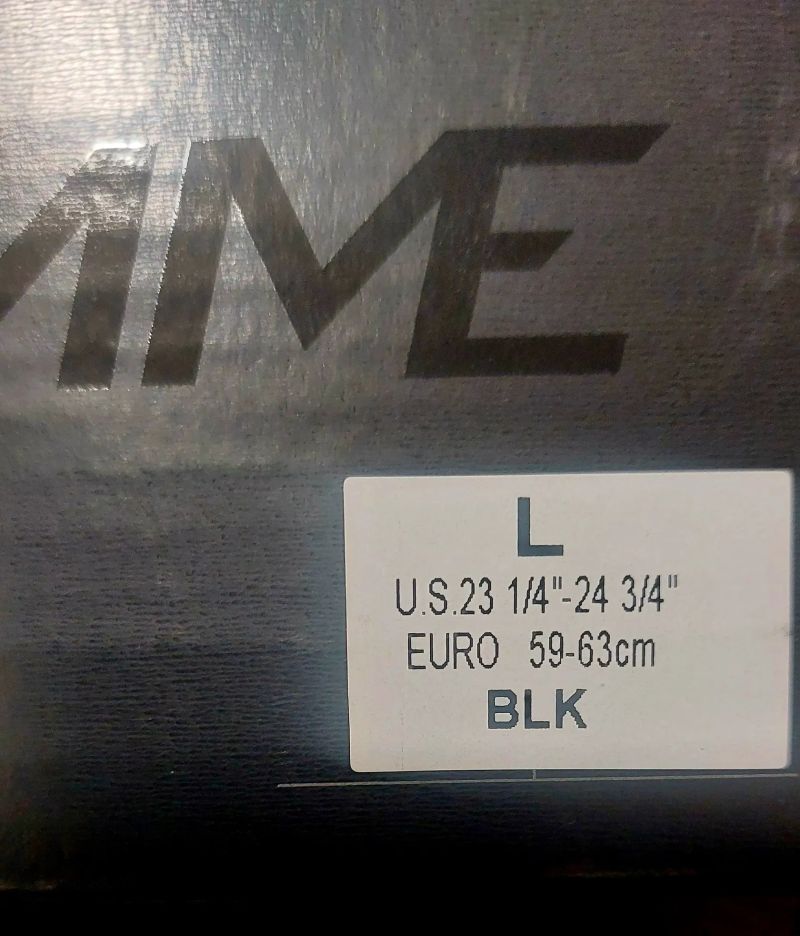 L
U.S.23 1/4"-24 3/4"
EURO 59-63cm
BLK